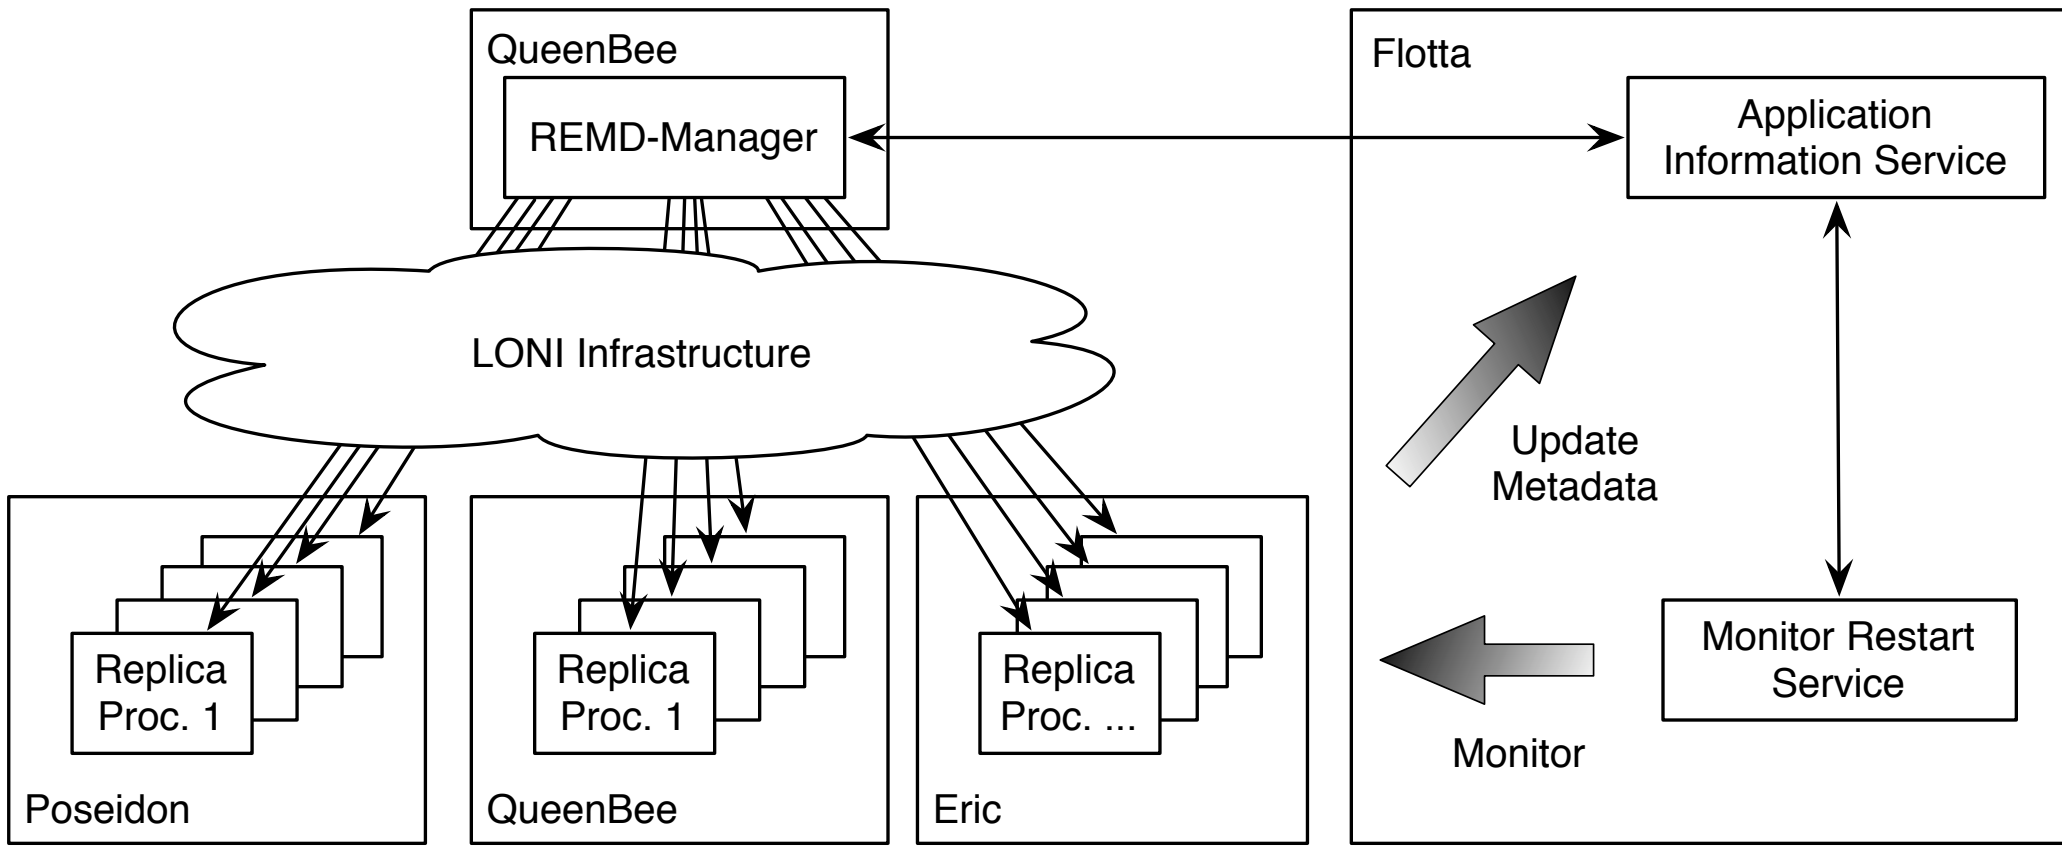 QueenBee
REMD-Manager
Flotta
Application
Information Service
LONI Infrastructure
Update
Metadata
Replica
Proc. 1
Poseidon
Replica
Proc. 1
QueenBee
Replica
Proc. ...
Eric
Monitor Restart
Service
Monitor